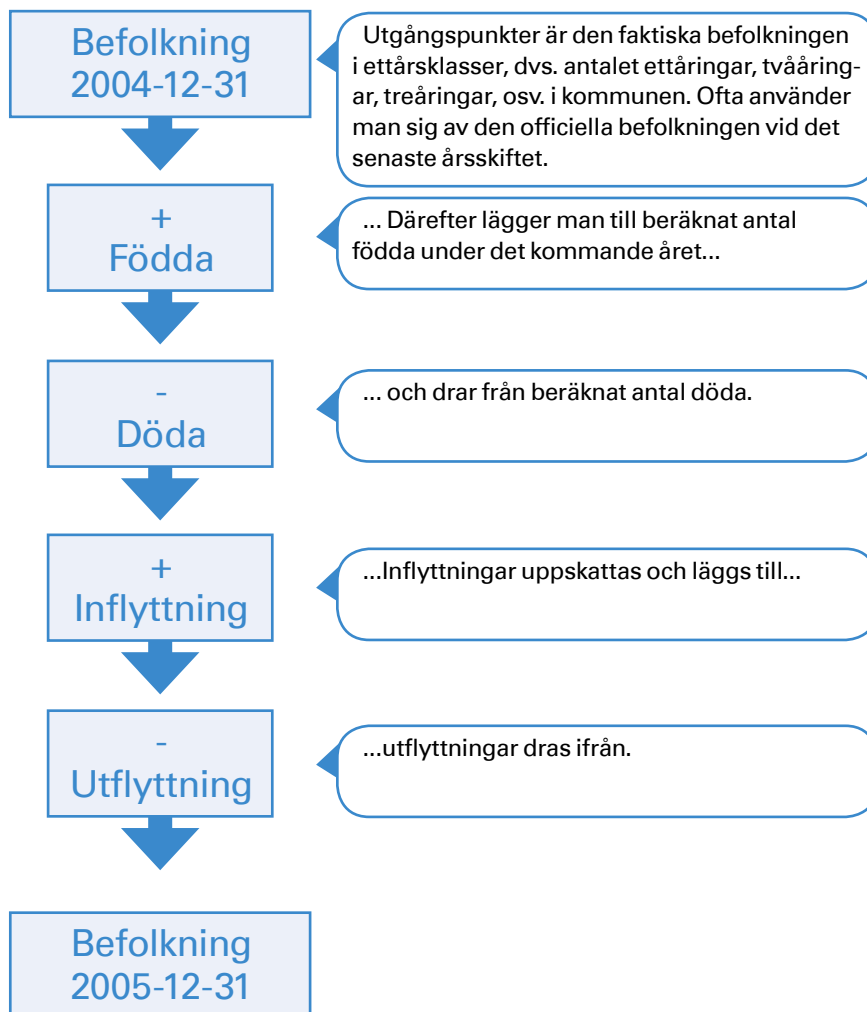 Befolkning
2004-12-31
Utgångspunkter är den faktiska befolkningen
i ettårsklasser, dvs. antalet ettåringar, tvååring-
ar, treåringar, osv. i kommunen. Ofta använder
man sig av den officiella befolkningen vid det
senaste årsskiftet.
+
Födda
... Därefter lägger man till beräknat antal
födda under det kommande året...
-
Döda
... och drar från beräknat antal döda.
+
Inflyttning
...Inflyttningar uppskattas och läggs till...
-
Utflyttning
...utflyttningar dras ifrån.
Befolkning
2005-12-31